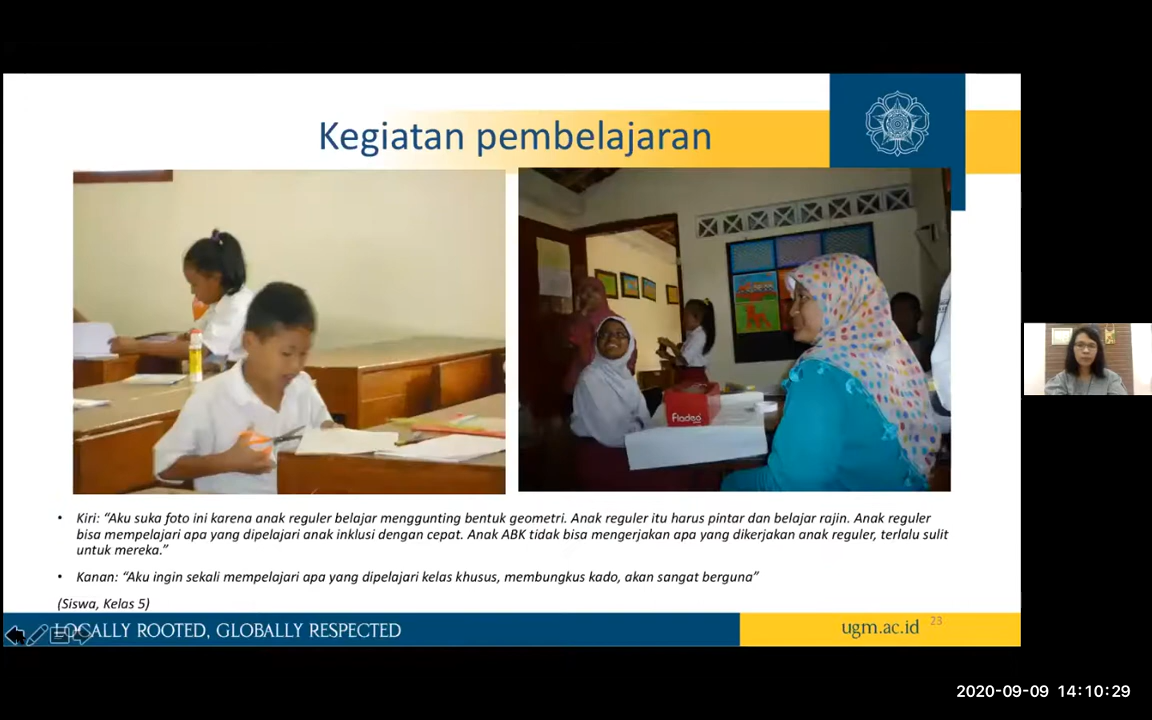 Kegiatan pembelajaran
Fladeo
• Kiri: “Aku suka foto ini karena anak reguler belajar menggunting bentuk geometri. Anak reguler itu harus pintar dan belajar rajin. Anak reguler
bisa mempelajari apa yang dipelajari anak inklusi dengan cepat. Anak ABK tidak bisa mengerjakan apa yang dikerjakan anak reguler, terlalu sulit
untuk mereka.”
• Kanan: “Aku ingin sekali mempelajari apa yang dipelajari kelas khusus, membungkus kado, akan sangat berguna”
(Siswa, Kelas 5)
LOCALLY ROOTED, GLOBALLY RESPECTED
ugm.ac.id
23
2020-09-09 14:10:29